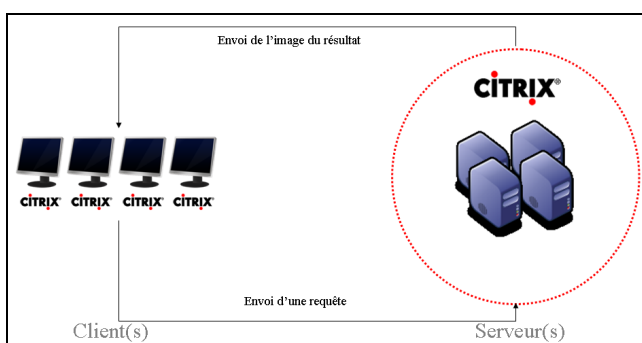 Envoi de l'image du résultat
CiTRIX®
CiTRIX® CiTRIX® CiTRIX® CiTRIX®
Envoi d'une requête
Client(s) Serveur(s)